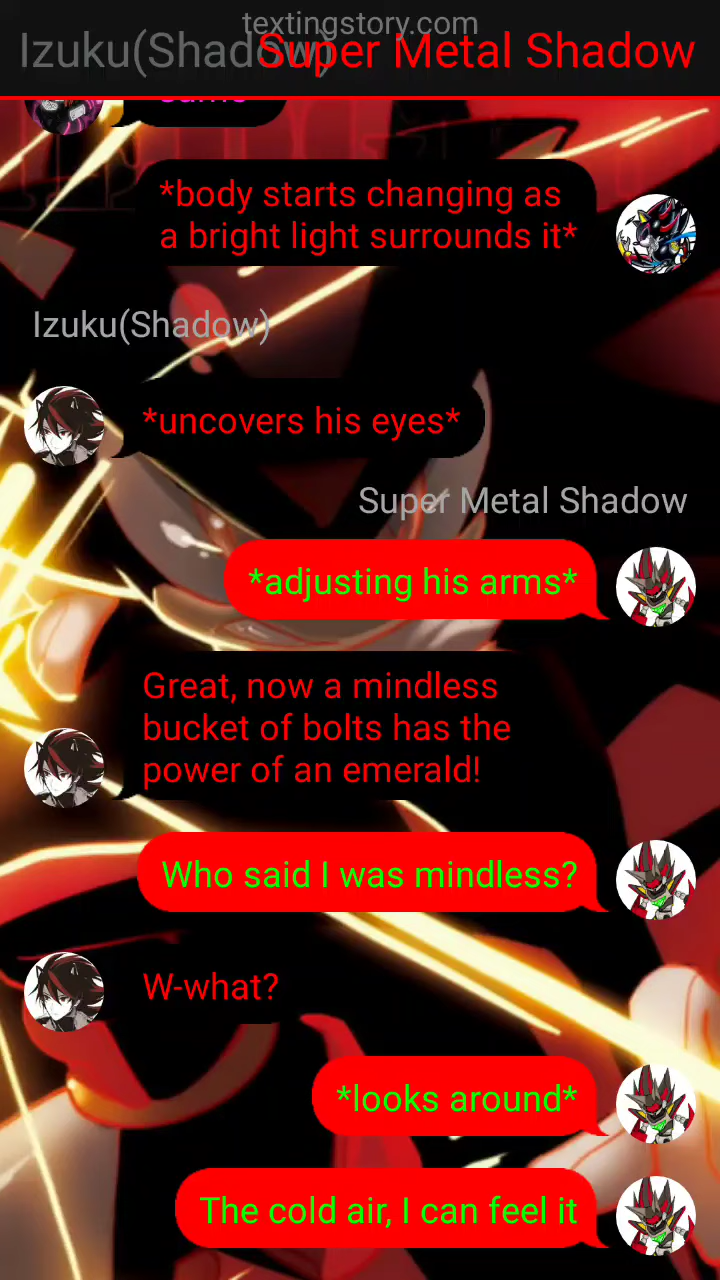 textingstory.com
Izuku(Shadow)
Super Metal Shadow
*body starts changing as
a bright light surrounds it*
Izuku(Shadow)
*uncovers his eyes*
Super Metal Shadow
*adjusting his arms*
Great, now a mindless
bucket of bolts has the
power of an emerald!
Who said I was mindless?
W-what?
*looks around*
The cold air, I can feel it